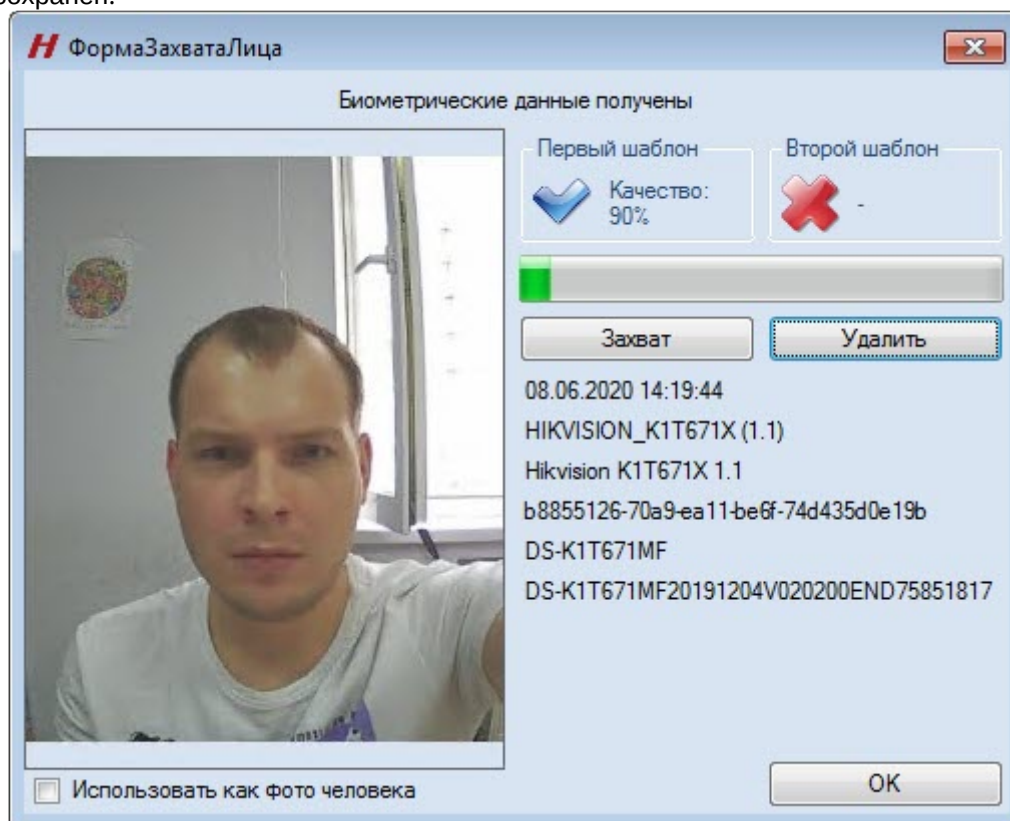 сохранен.
ФормаЗахватаЛица
Биометрические данные получены
Первый шаблон
Качество:
90%
Второй шаблон
-
Захват
Удалить
08.06.2020 14:19:44
HIKVISION_K1T671X (1.1)
Hikvision K1T671X 1.1
b8855126-70a9-ea11-be6f-74d435d0e19b
DS-K1T671MF
DS-K1T671MF20191204V020200END75851817
Использовать как фото человека
OK